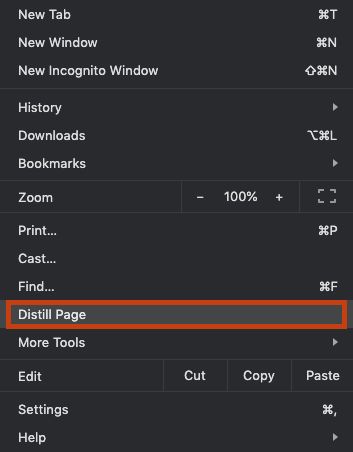 New Tab ⌘T
New Window ⌘N
New Incognito Window ⇧⌘N
History
Downloads ⌥⌘L
Bookmarks
Zoom - 100% +
Print... ⌘P
Cast...
Find... ⌘F
Distill Page
More Tools
Edit Cut Copy Paste
Settings ⌘,
Help